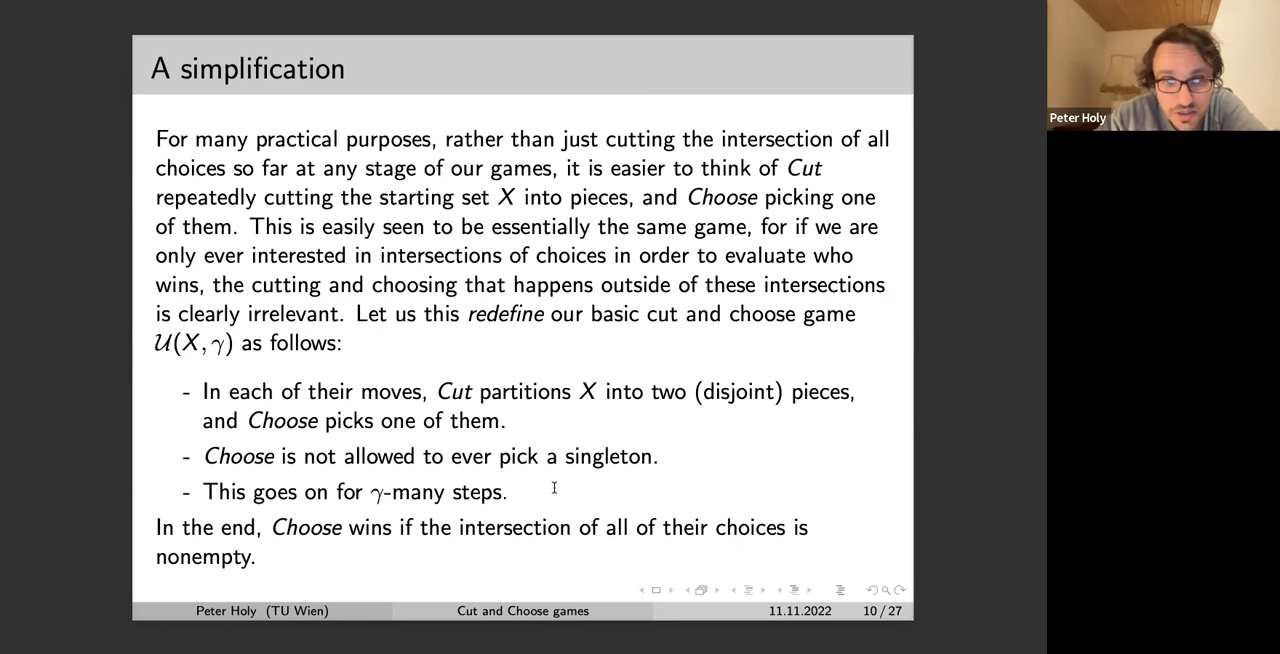 A simplification
For many practical purposes, rather than just cutting the intersection of all
choices so far at any stage of our games, it is easier to think of Cut
repeatedly cutting the starting set X into pieces, and Choose picking one
of them. This is easily seen to be essentially the same game, for if we are
only ever interested in intersections of choices in order to evaluate who
wins, the cutting and choosing that happens outside of these intersections
is clearly irrelevant. Let us this redefine our basic cut and choose game
𝒰(X, γ) as follows:
- In each of their moves, Cut partitions X into two (disjoint) pieces,
and Choose picks one of them.
- Choose is not allowed to ever pick a singleton.
- This goes on for γ-many steps.
In the end, Choose wins if the intersection of all of their choices is
nonempty.
Peter Holy (TU Wien)
Cut and Choose games
11.11.2022
10 / 27
Peter Holy